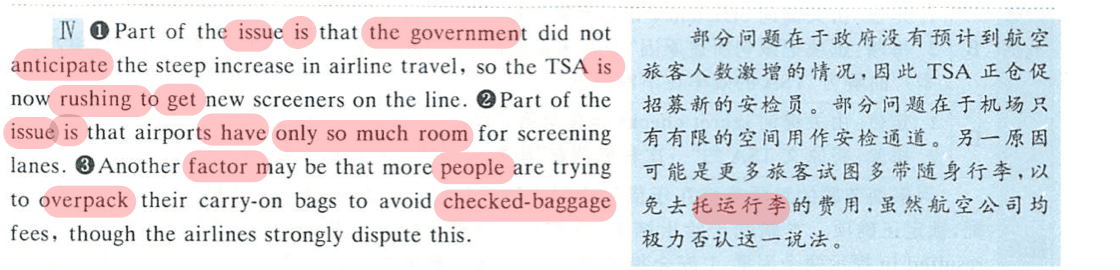 Ⅳ ❶Part of the issue is that the government did not
anticipate the steep increase in airline travel, so the TSA is
now rushing to get new screeners on the line. ❷Part of the
issue is that airports have only so much room for screening
lanes. ❸Another factor may be that more people are trying
to overpack their carry-on bags to avoid checked-baggage
fees, though the airlines strongly dispute this.
部分问题在于政府没有预计到航空
旅客人数激增的情况,因此 TSA 正仓促
招募新的安检员。部分问题在于机场只
有有限的空间用作安检通道。另一原因
可能是更多旅客试图多带随身行李,以
免去托运行李的费用,虽然航空公司均
极力否认这一说法。